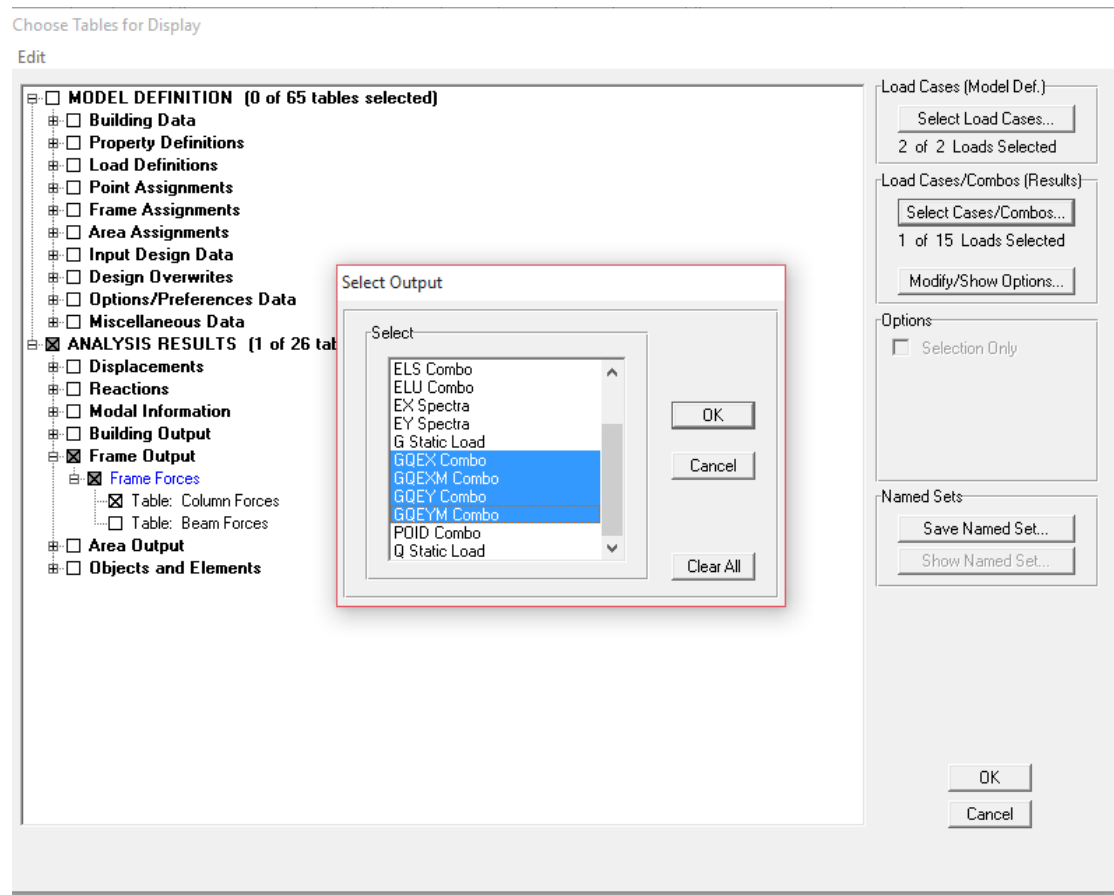 Choose Tables for Display
Edit
MODEL DEFINITION (0 of 65 tables selected)
Building Data
Property Definitions
Load Definitions
Point Assignments
Frame Assignments
Area Assignments
Input Design Data
Design Overwrites
Options/Preferences Data
Miscellaneous Data
ANALYSIS RESULTS (1 of 26 tab
Displacements
Reactions
Modal Information
Building Output
Frame Output
Frame Forces
Table: Column Forces
Table: Beam Forces
Area Output
Objects and Elements
Select Output
Select
ELS Combo
ELU Combo
EX Spectra
EY Spectra
G Static Load
GQEX Combo
GQEXM Combo
GQEY Combo
GQEYM Combo
POID Combo
Q Static Load
OK
Cancel
Clear All
Load Cases (Model Def.)
Select Load Cases...
2 of 2 Loads Selected
Load Cases/Combos (Results)
Select Cases/Combos...
1 of 15 Loads Selected
Modify/Show Options...
Options
Selection Only
Named Sets
Save Named Set...
Show Named Set...
OK
Cancel